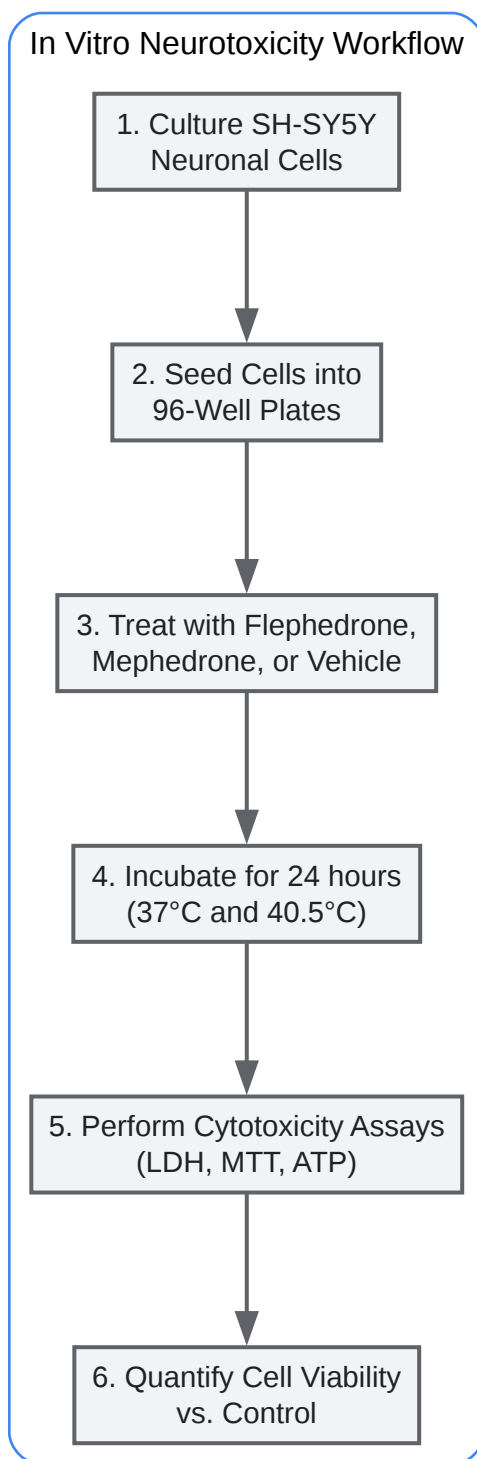 In Vitro Neurotoxicity Workflow
1. Culture SH-SY5Y
Neuronal Cells
2. Seed Cells into
96-Well Plates
3. Treat with Flephedrone,
Mephedrone, or Vehicle
4. Incubate for 24 hours
(37°C and 40.5°C)
5. Perform Cytotoxicity Assays
(LDH, MTT, ATP)
6. Quantify Cell Viability
vs. Control